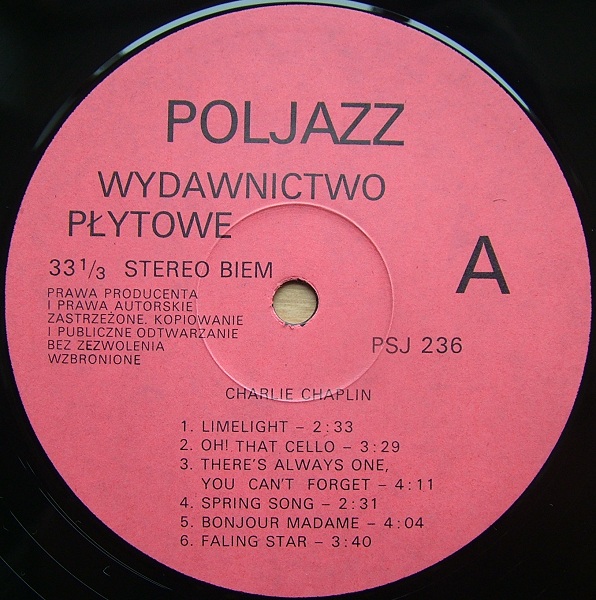 POLJAZZ
WYDAWNICTWO
PŁYTOWE
33 1/3 STEREO BIEM
A
PRAWA PRODUCENTA
I PRAWA AUTORSKIE
ZASTRZEŻONE. KOPIOWANIE
I PUBLICZNE ODTWARZANIE
BEZ ZEZWOLENIA
WZBRONIONE
PSJ 236
CHARLIE CHAPLIN
1. LIMELIGHT – 2:33
2. OH! THAT CELLO – 3:29
3. THERE'S ALWAYS ONE,
YOU CAN'T FORGET – 4:11
4. SPRING SONG – 2:31
5. BONJOUR MADAME – 4:04
6. FALING STAR – 3:40